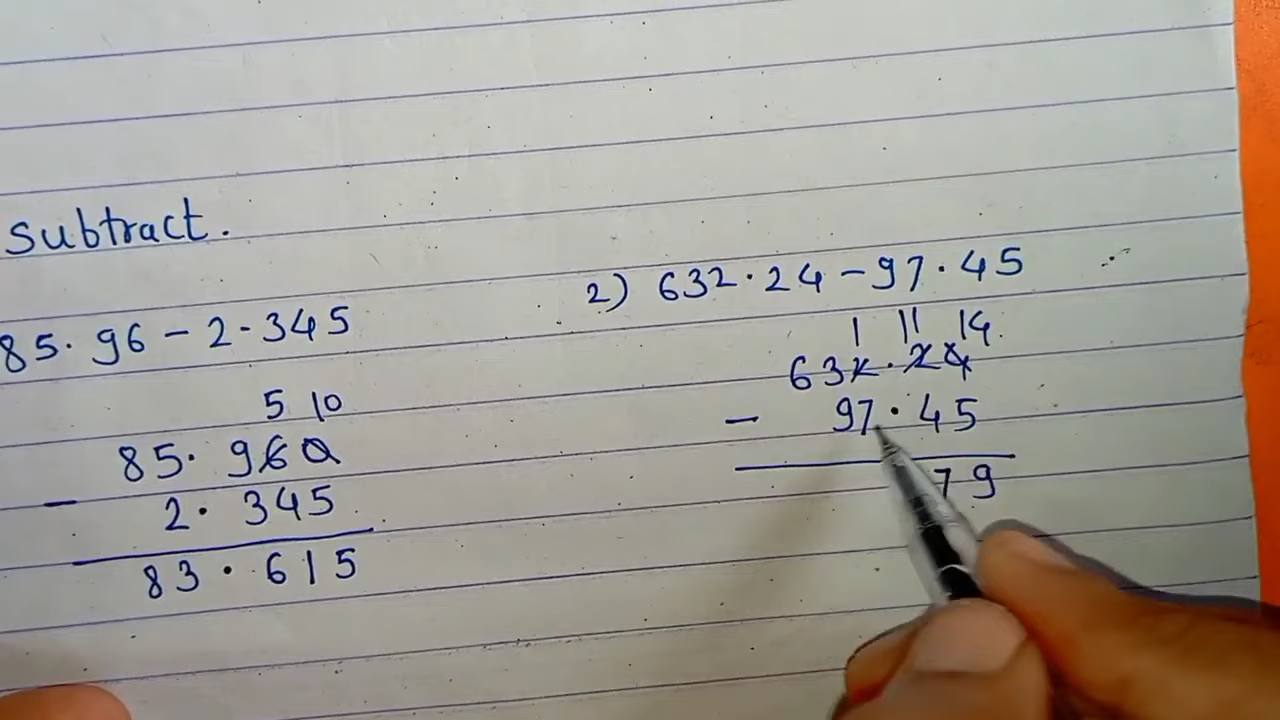 Subtract.
85.96 - 2.345
5 10
85.960
- 2.345
83.615
2) 632.24 - 97.45
1 11 14
632.24
- 97.45
79